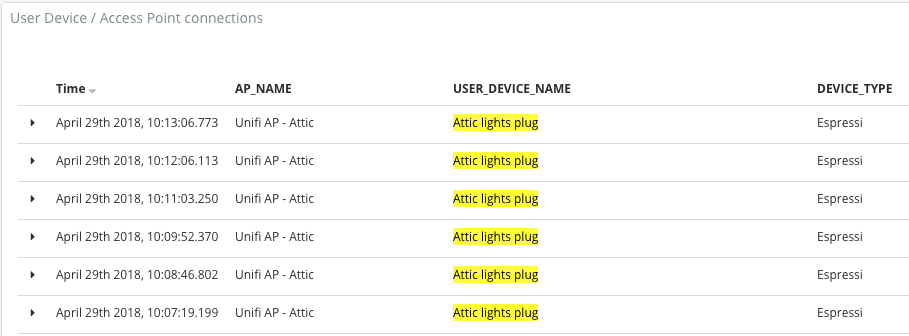 User Device / Access Point connections
Time AP_NAME USER_DEVICE_NAME DEVICE_TYPE
April 29th 2018, 10:13:06.773 Unifi AP - Attic Attic lights plug Espressi
April 29th 2018, 10:12:06.113 Unifi AP - Attic Attic lights plug Espressi
April 29th 2018, 10:11:03.250 Unifi AP - Attic Attic lights plug Espressi
April 29th 2018, 10:09:52.370 Unifi AP - Attic Attic lights plug Espressi
April 29th 2018, 10:08:46.802 Unifi AP - Attic Attic lights plug Espressi
April 29th 2018, 10:07:19.199 Unifi AP - Attic Attic lights plug Espressi